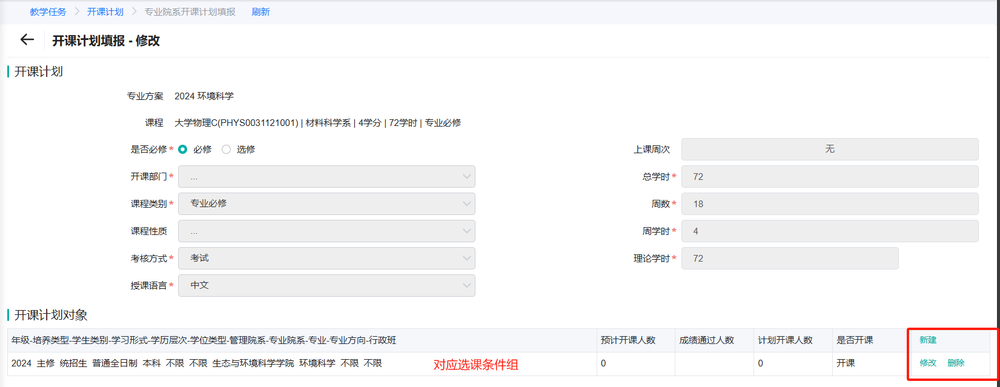 教学任务 > 开课计划 > 专业院系开课计划填报 刷新
开课计划填报 - 修改
开课计划
专业方案 2024 环境科学
课程 大学物理C(PHYS0031121001) | 材料科学系 | 4学分 | 72学时 | 专业必修
是否必修* 必修 选修 上课周次 无
开课部门* ... 总学时* 72
课程类别* 专业必修 周数* 18
课程性质 ... 周学时* 4
考核方式* 考试 理论学时* 72
授课语言* 中文
开课计划对象
年级-培养类型-学生类别-学习形式-学历层次-学位类型-管理院系-专业院系-专业-专业方向-行政班 预计开课人数 成绩通过人数 计划开课人数 是否开课 新建
2024 主修 统招生 普通全日制 本科 不限 不限 生态与环境科学学院 环境科学 不限 不限 对应选课条件组 0 0 开课 修改 删除